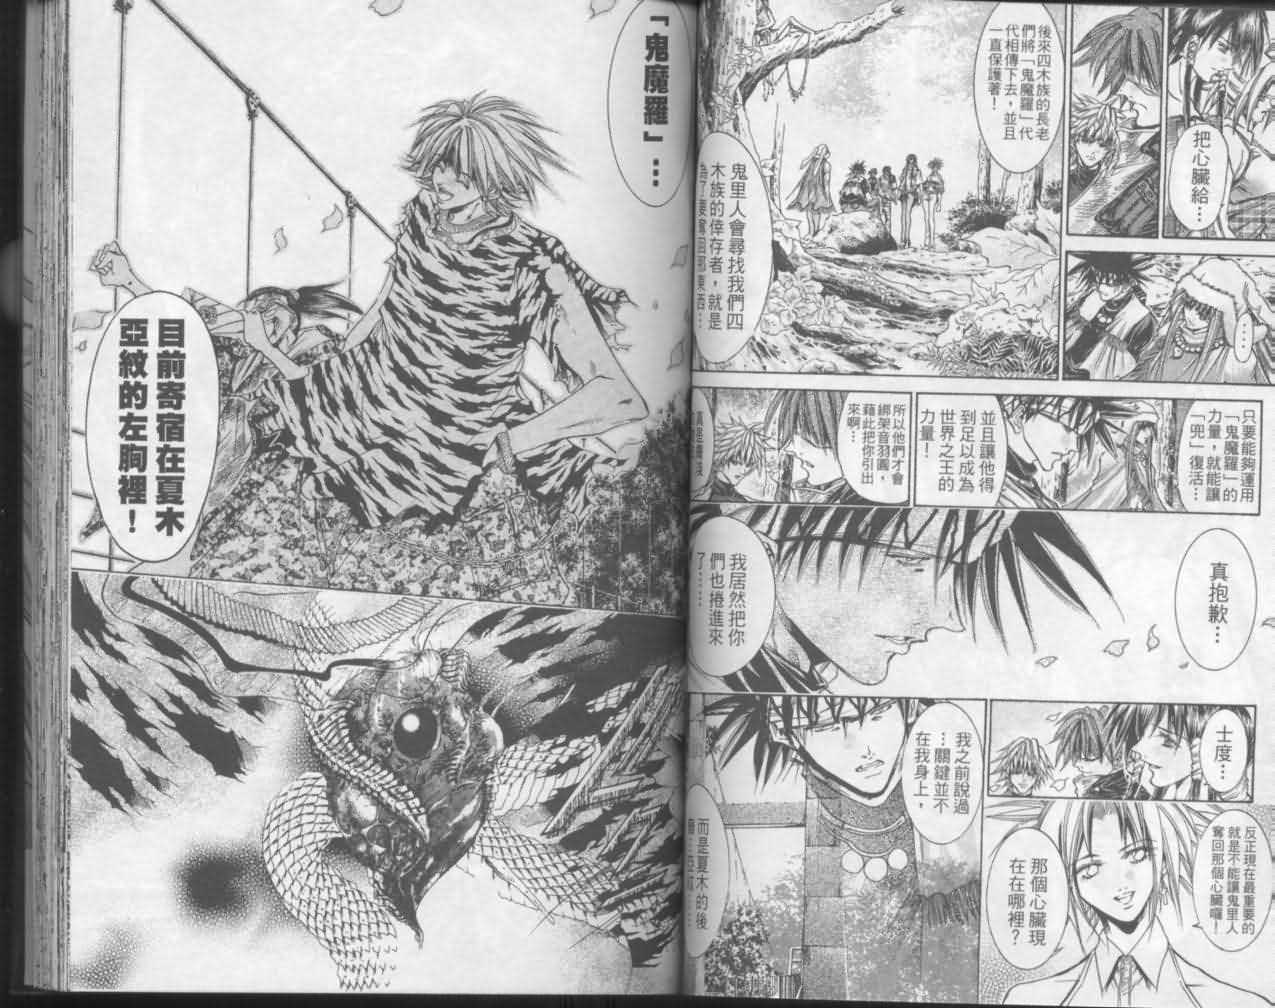 把心臟給…
…
後來四木族的長老
們將「鬼魔羅」代
代相傳下去，並且
一直保護著！
鬼里人會尋找我們四
木族的倖存者，就是
為了要奪回那東西…
只要能夠運用
「鬼魔羅」的
力量，就能讓
「兜」復活…
並且讓他得
到足以成為
世界之王的
力量！
所以他們才會
綁架音羽圓，
藉此把你引出
來啊…
真抱歉…
我居然把你
們也捲進來
了……
士度…
反正現在最重要的
就是不能讓鬼里人
奪回那個心臟囉！
那個心臟現
在在哪裡？
我之前說過
…關鍵並不
在我身上，
而是夏木的後
「鬼魔羅」…
目前寄宿在夏木
亞紋的左胸裡！